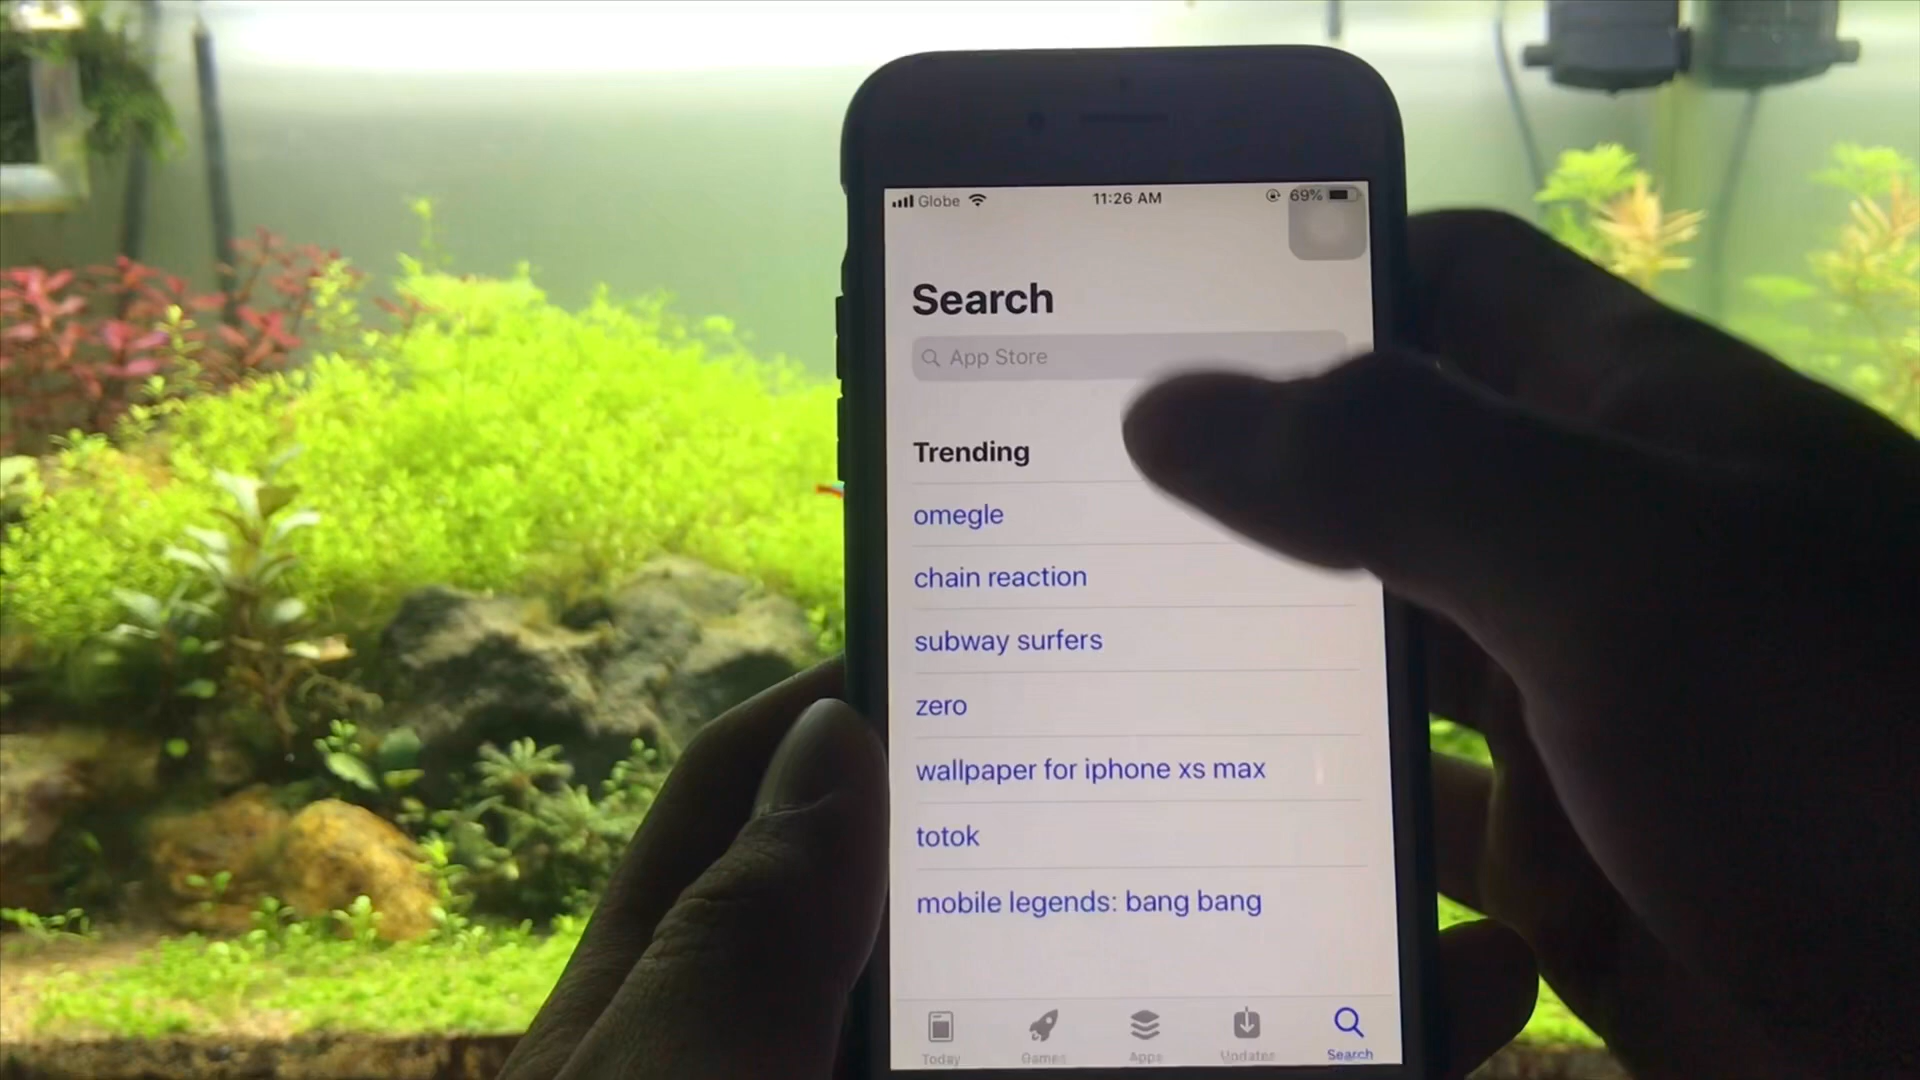 Globe 11:26 AM 69%
Search
App Store
Trending
omegle
chain reaction
subway surfers
zero
wallpaper for iphone xs max
totok
mobile legends: bang bang
Today Games Apps Updates Search